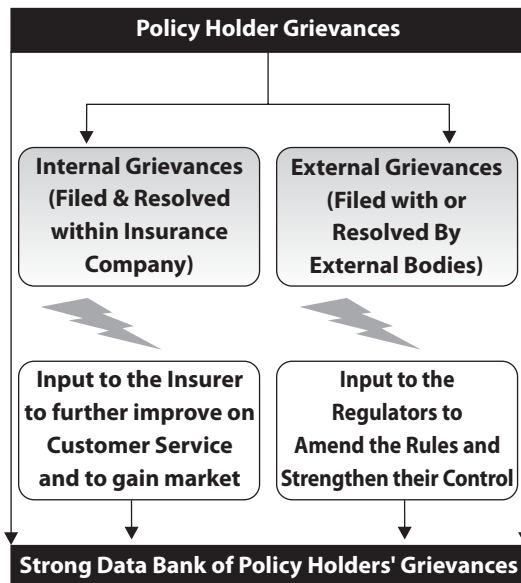 Policy Holder Grievances
Internal Grievances
(Filed & Resolved
within Insurance
Company)
External Grievances
(Filed with or
Resolved By
External Bodies)
Input to the Insurer
to further improve on
Customer Service
and to gain market
Input to the
Regulators to
Amend the Rules and
Strengthen their Control
Strong Data Bank of Policy Holders' Grievances